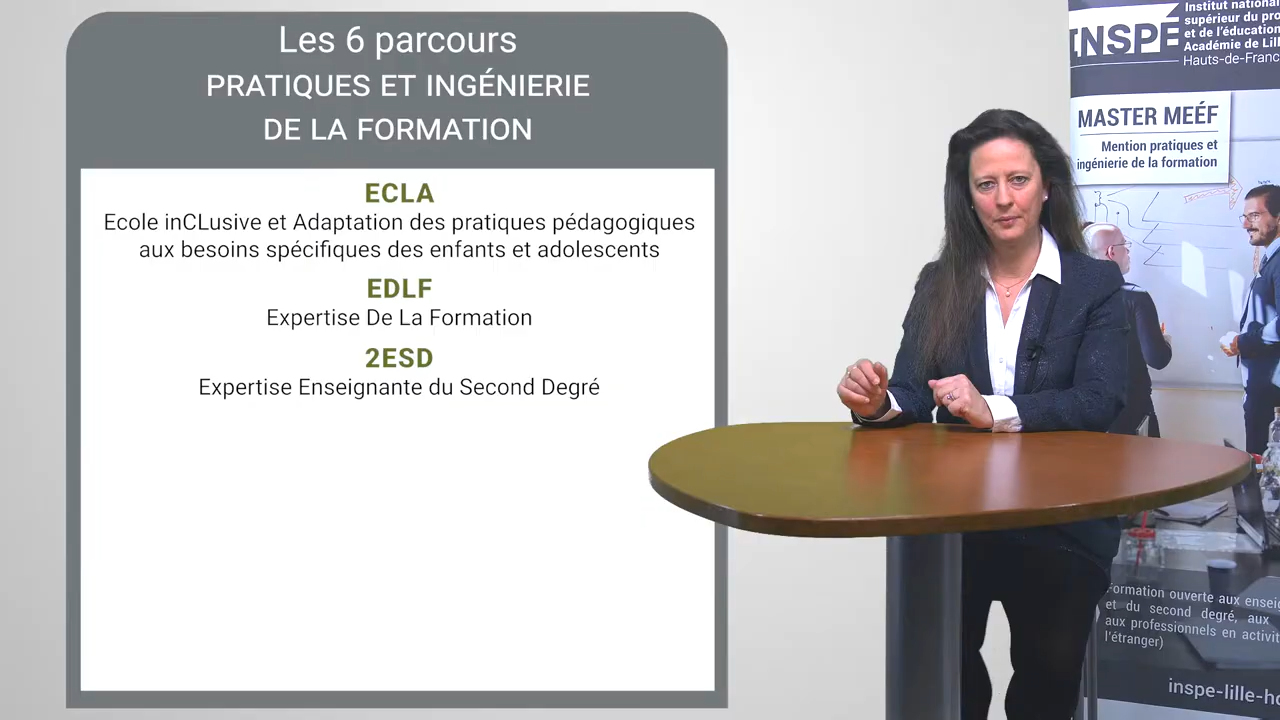 Les 6 parcours
PRATIQUES ET INGÉNIERIE
DE LA FORMATION
ECLA
Ecole inCLusive et Adaptation des pratiques pédagogiques
aux besoins spécifiques des enfants et adolescents
EDLF
Expertise De La Formation
2ESD
Expertise Enseignante du Second Degré
INSPÉ
Institut national
supérieur du pro
et de l'éducation
Académie de Lill
Hauts-de-Franc
MASTER MEÉF
Mention pratiques et
ingénierie de la formation
Formation ouverte aux enseig
et du second degré, aux
aux professionnels en activit
l'étranger)
inspe-lille-h